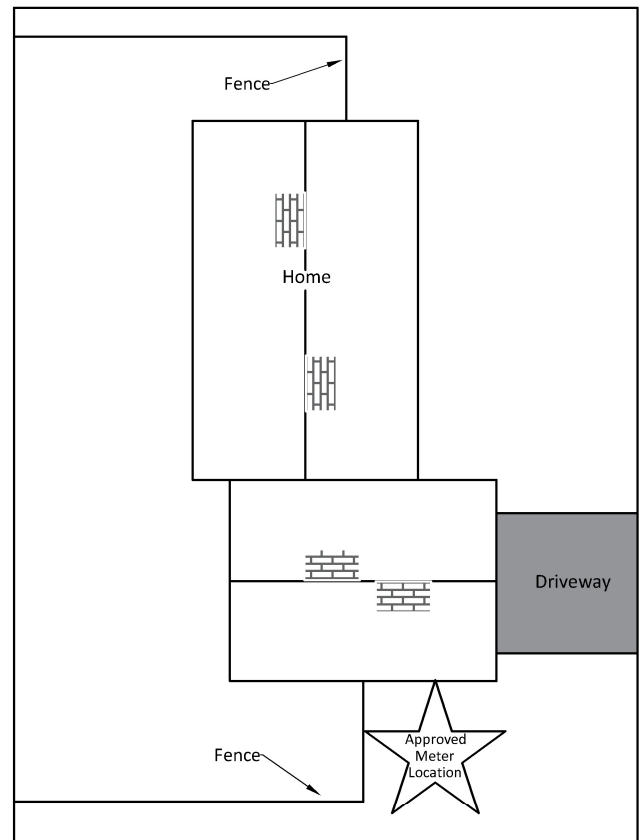 Fence
Home
Driveway
Approved
Meter
Location
Fence